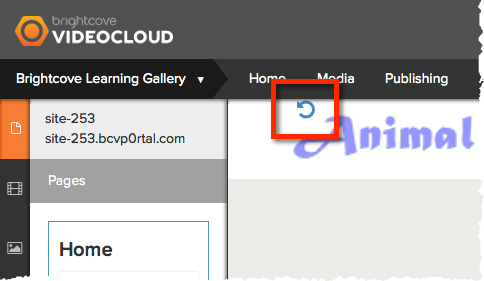 brightcove
VIDEOCLOUD
Brightcove Learning Gallery ▼ Home Media Publishing
site-253
site-253.bcvp0rtal.com
Animal
Pages
Home